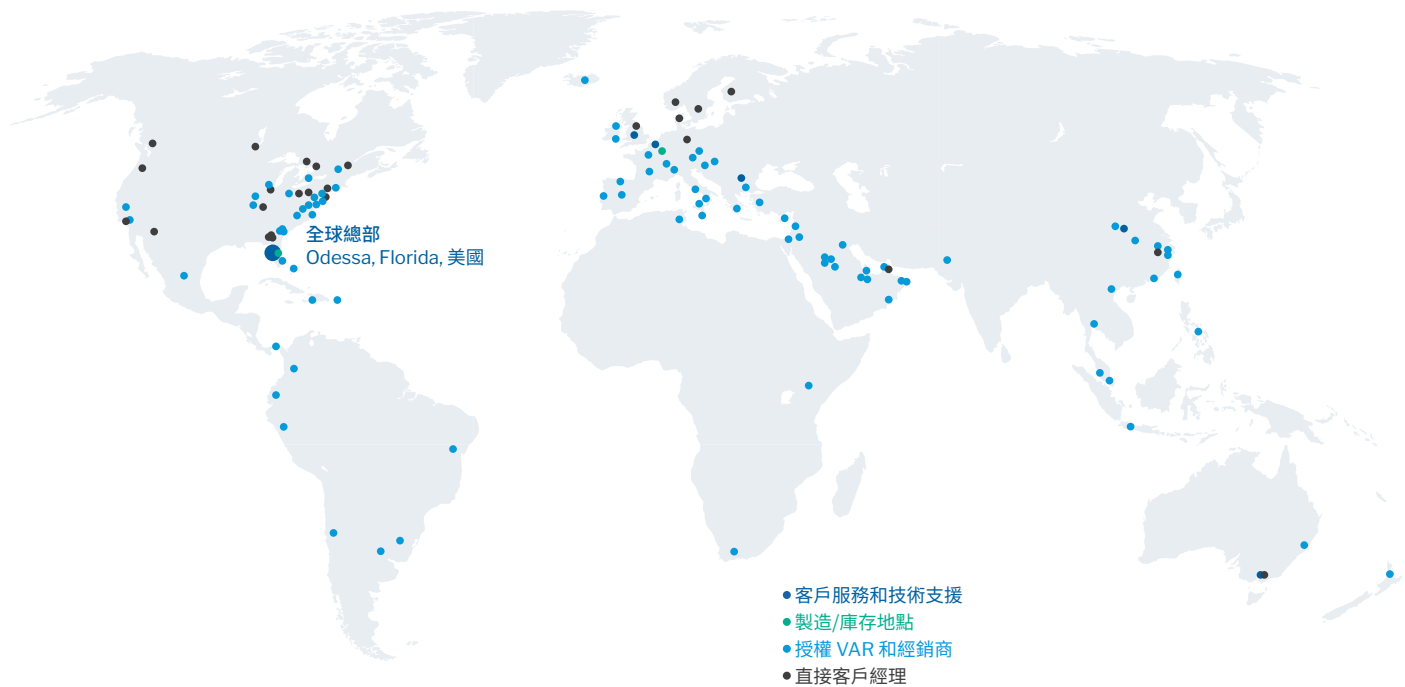 全球總部
Odessa, Florida, 美國
客戶服務和技術支援
製造/庫存地點
授權 VAR 和經銷商
直接客戶經理